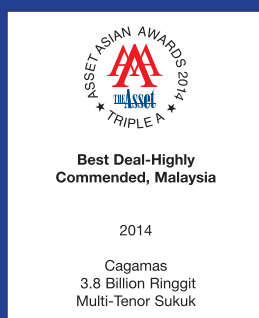 ASSET ASIAN AWARDS 2014
AAA
THE Asset
★ TRIPLE A ★
Best Deal-Highly
Commended, Malaysia
2014
Cagamas
3.8 Billion Ringgit
Multi-Tenor Sukuk